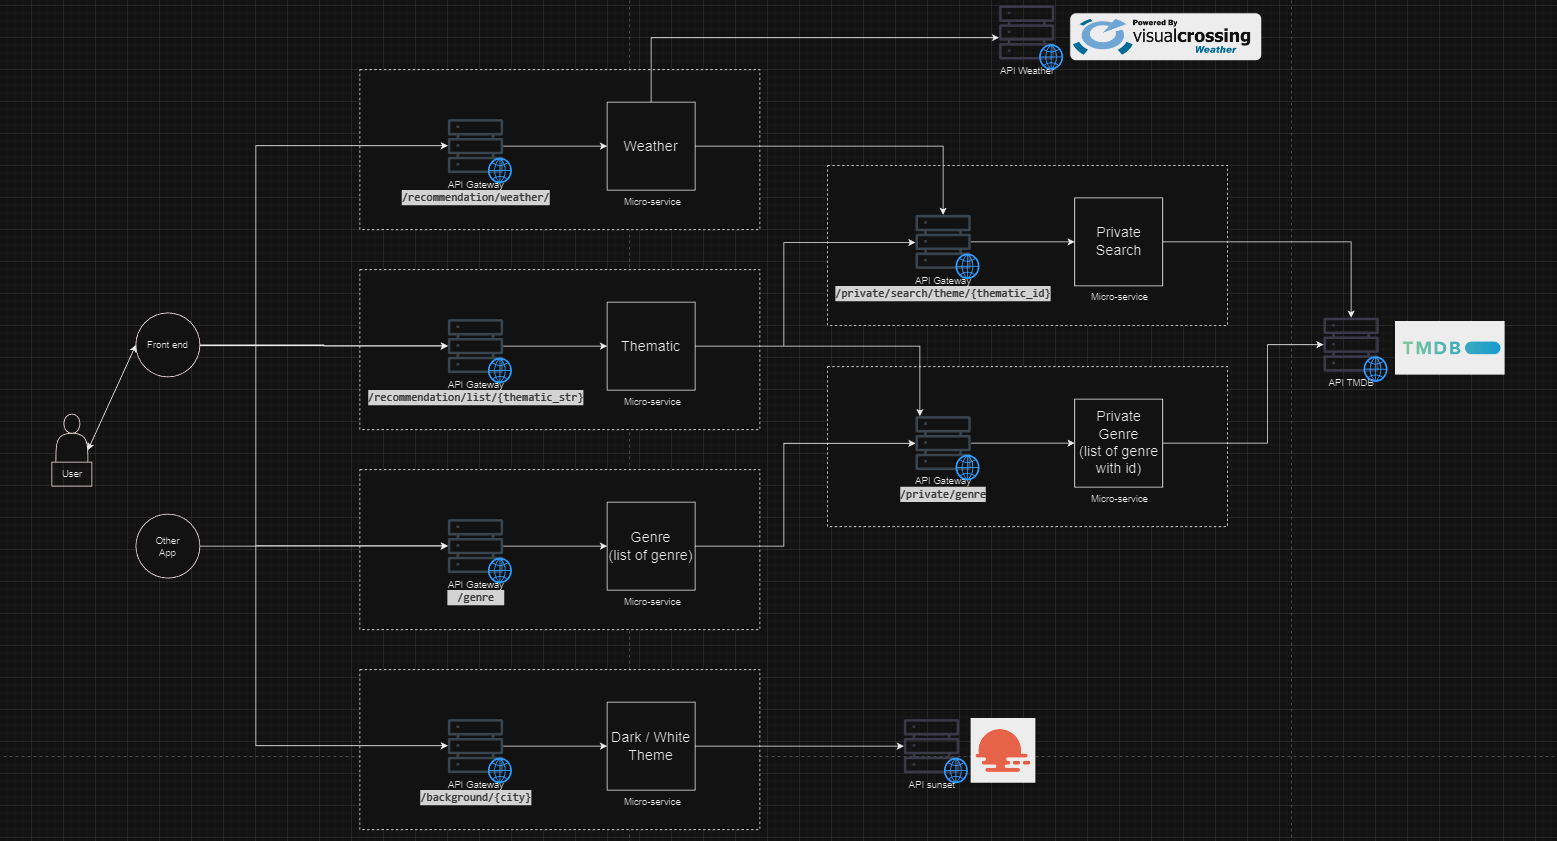 Powered By
visualcrossing
Weather
API Weather
Weather
API Gateway
/recommendation/weather/
Micro-service
Private
Search
API Gateway
/private/search/theme/{thematic_id}
Micro-service
Front end
Thematic
API Gateway
/recommendation/list/{thematic_str}
Micro-service
TMDB
API TMDB
Private
Genre
(list of genre
with id)
API Gateway
/private/genre
Micro-service
User
Other
App
Genre
(list of genre)
API Gateway
/genre
Micro-service
Dark / White
Theme
API Gateway
/background/{city}
Micro-service
API sunset